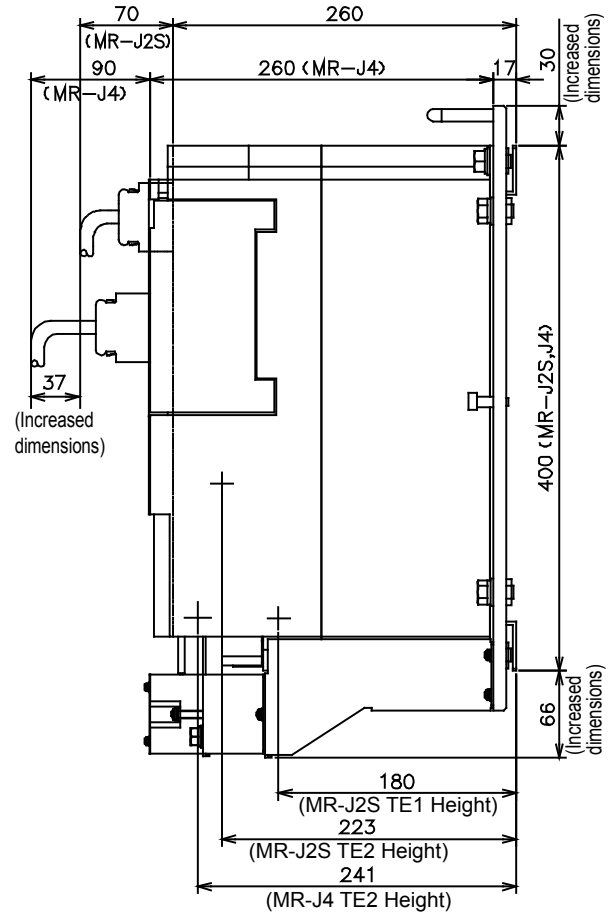 70
(MR-J2S)
260
90
(MR-J4)
260 (MR-J4)
17
30
(Increased
dimensions)
400 (MR-J2S,J4)
37
(Increased
dimensions)
66
(Increased
dimensions)
180
(MR-J2S TE1 Height)
223
(MR-J2S TE2 Height)
241
(MR-J4 TE2 Height)